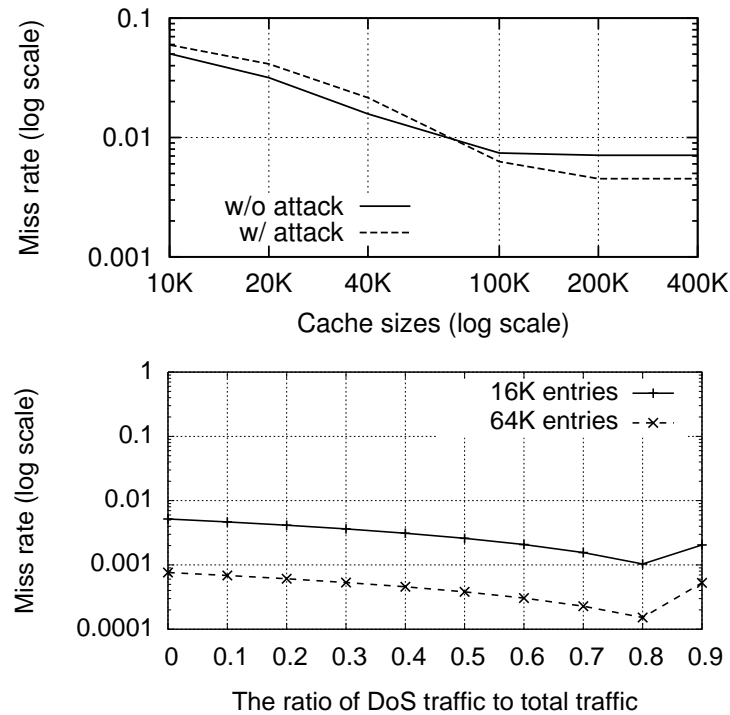 0.1
0.01
0.001
Miss rate (log scale)
w/o attack
w/ attack
10K 20K 40K 100K 200K 400K
Cache sizes (log scale)
1
0.1
0.01
0.001
0.0001
Miss rate (log scale)
16K entries
64K entries
0 0.1 0.2 0.3 0.4 0.5 0.6 0.7 0.8 0.9
The ratio of DoS traffic to total traffic